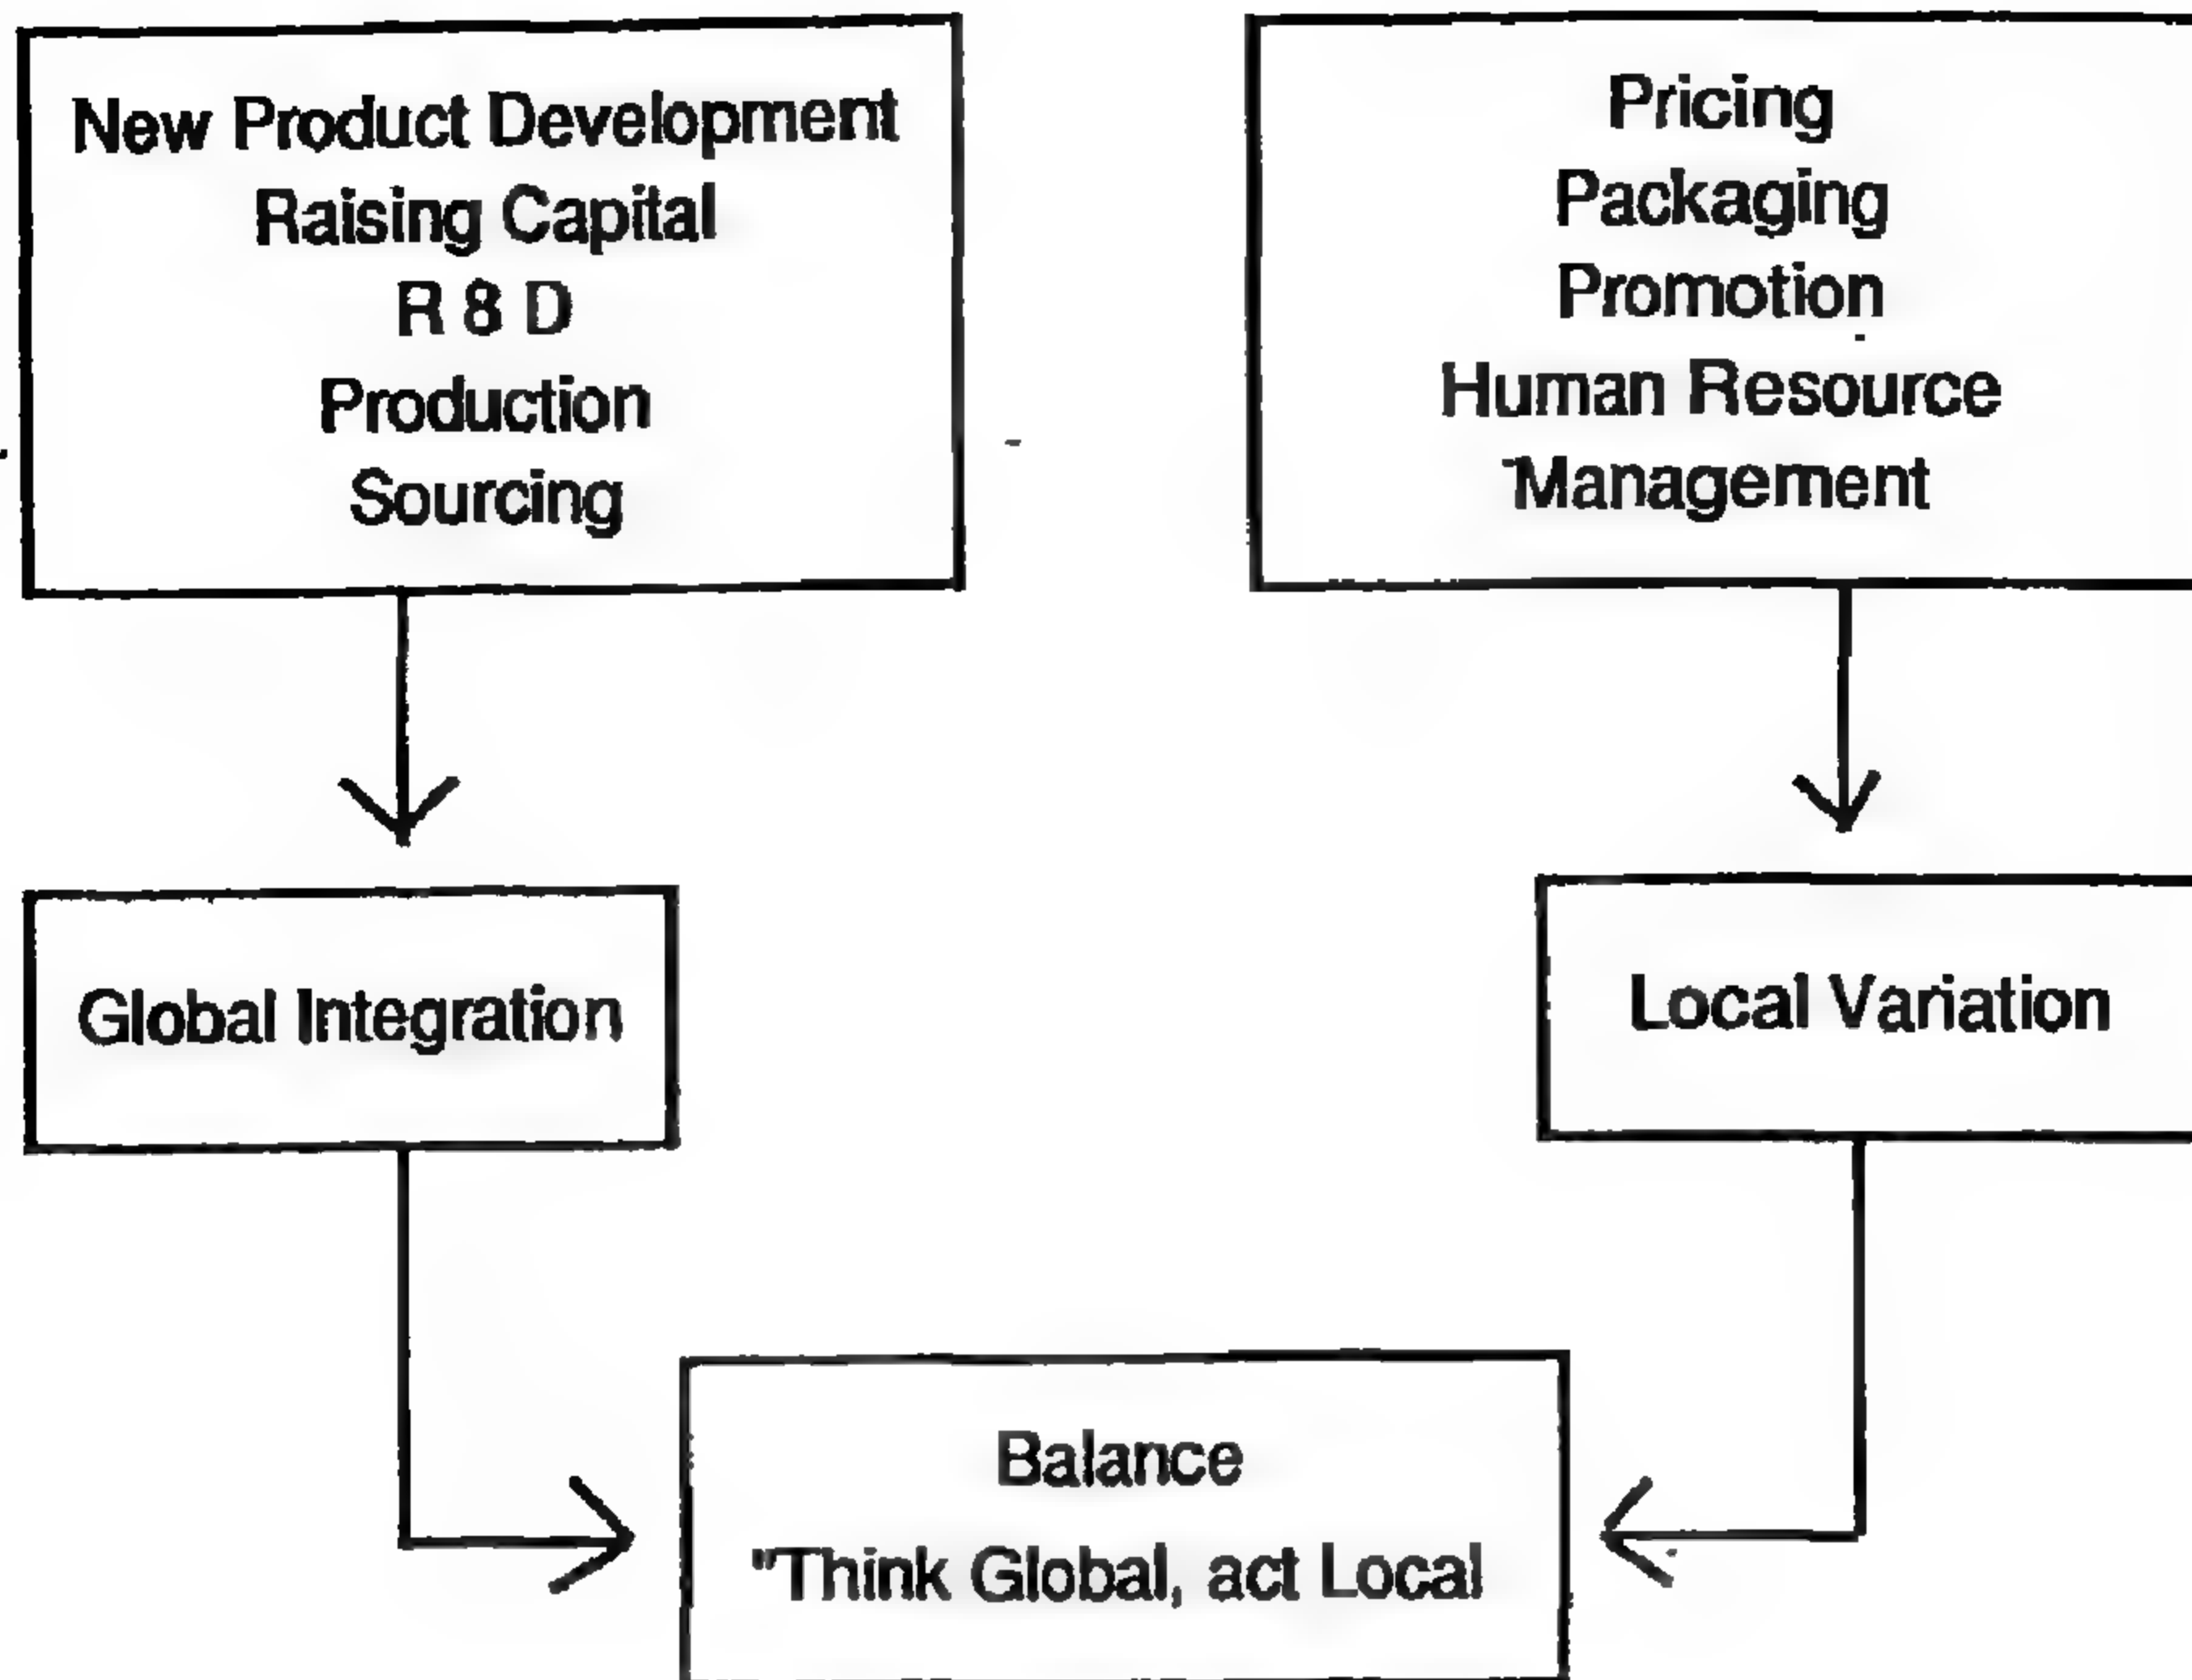 New Product Development
Raising Capital
R 8 D
Production
Sourcing
Pricing
Packaging
Promotion
Human Resource
Management
Global Integration
Local Variation
Balance
"Think Global, act Local